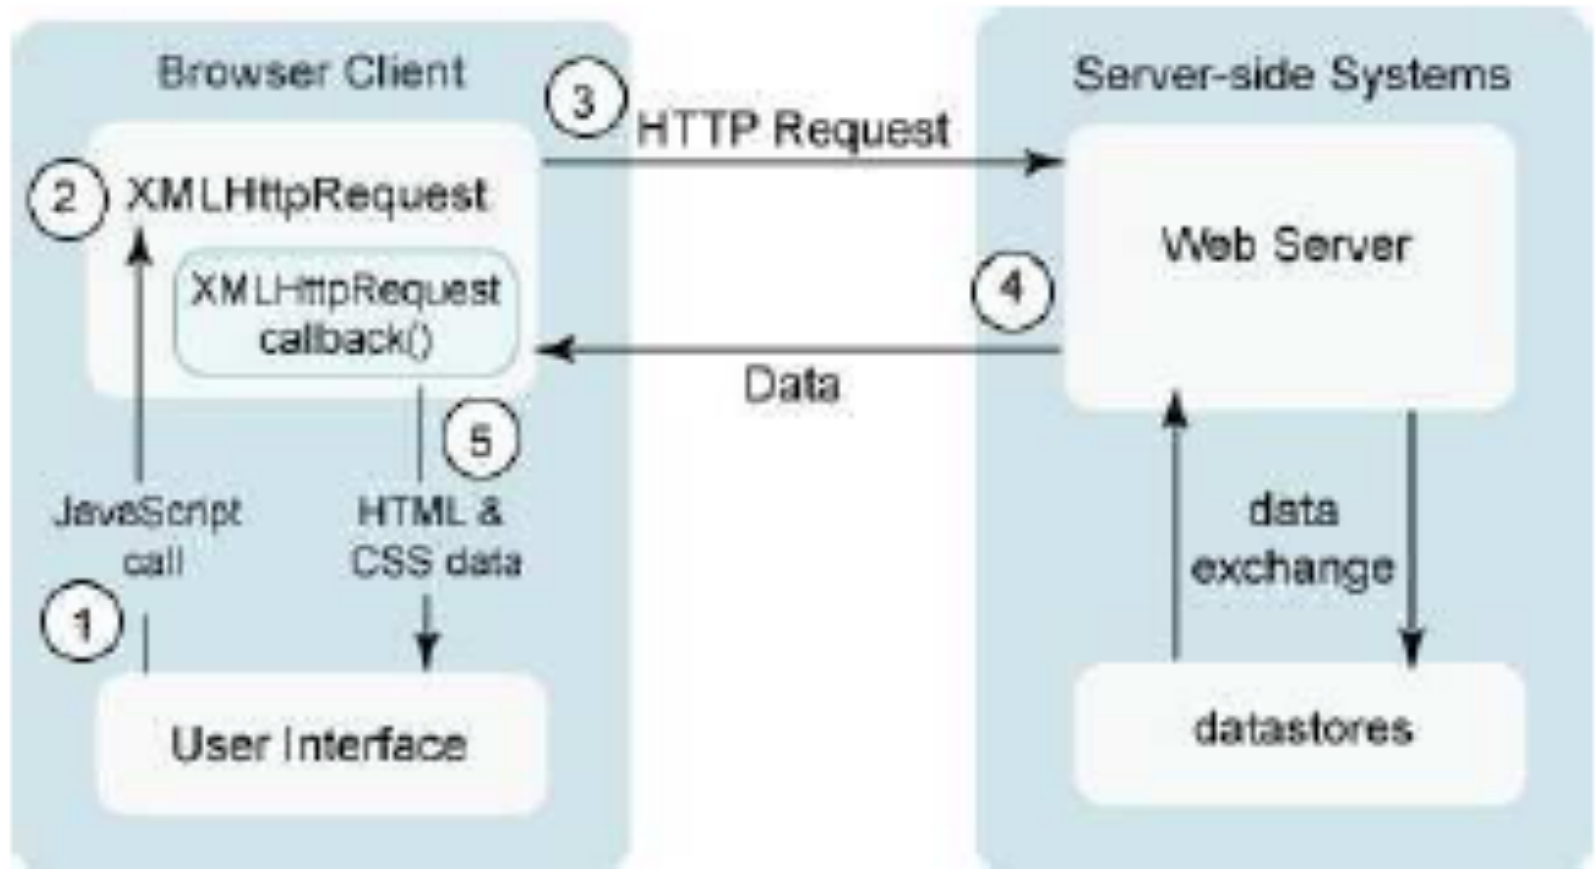 Browser Client
Server-side Systems
3
HTTP Request
2
XMLHttpRequest
Web Server
XMLHttpRequest
callback()
4
Data
5
JavaScript
call
HTML &
CSS data
data
exchange
1
User Interface
datastores